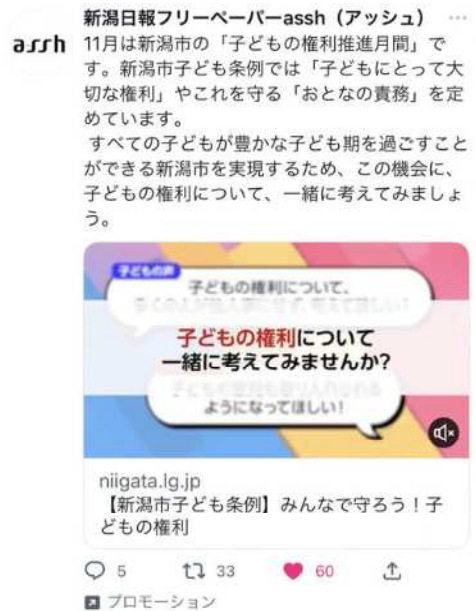 新潟日報フリーペーパーassh（アッシュ） …
assh
11月は新潟市の「子どもの権利推進月間」で
す。新潟市子ども条例では「子どもにとって大
切な権利」やこれを守る「おとなの責務」を定
めています。
すべての子どもが豊かな子ども期を過ごすこと
ができる新潟市を実現するため、この機会に、
子どもの権利について、一緒に考えてみましょ
う。
子どもの声
子どもの権利について、
子どもの権利について
一緒に考えてみませんか?
ようになってほしい!
niigata.lg.jp
【新潟市子ども条例】みんなで守ろう！子
どもの権利
5 33 60
プロモーション